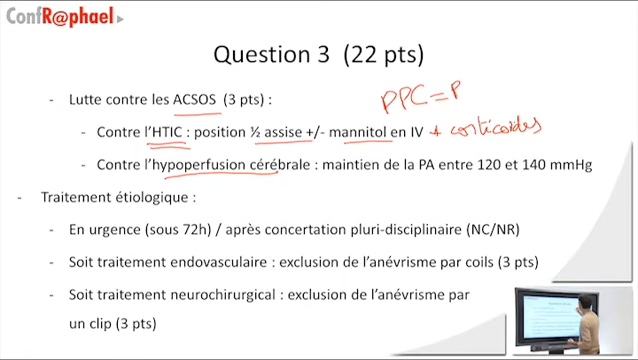 ConfR@phael
Question 3 (22 pts)
- Lutte contre les ACSOS (3 pts) :
PPC = P
- Contre l'HTIC : position ½ assise +/- mannitol en IV + corticoides
- Contre l'hypoperfusion cérébrale : maintien de la PA entre 120 et 140 mmHg
- Traitement étiologique :
- En urgence (sous 72h) / après concertation pluri-disciplinaire (NC/NR)
- Soit traitement endovasculaire : exclusion de l'anévrisme par coils (3 pts)
- Soit traitement neurochirurgical : exclusion de l'anévrisme par
un clip (3 pts)